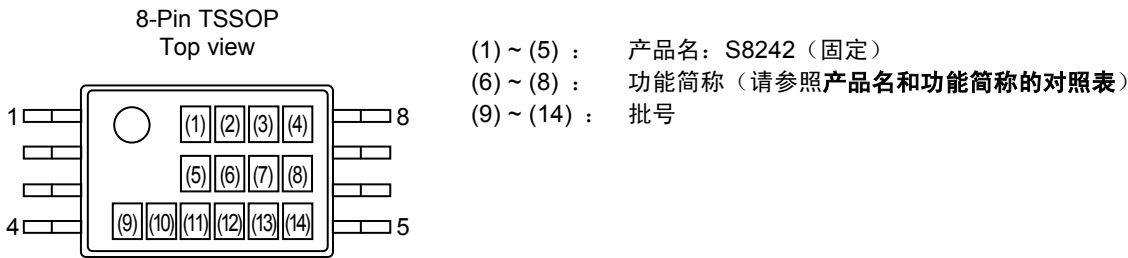 8-Pin TSSOP
Top view
(1) ~ (5) ： 产品名：S8242（固定）
(6) ~ (8) ： 功能简称（请参照产品名和功能简称的对照表）
(9) ~ (14) ： 批号
1 8
(1) (2) (3) (4)
(5) (6) (7) (8)
4 5
(9) (10) (11) (12) (13) (14)